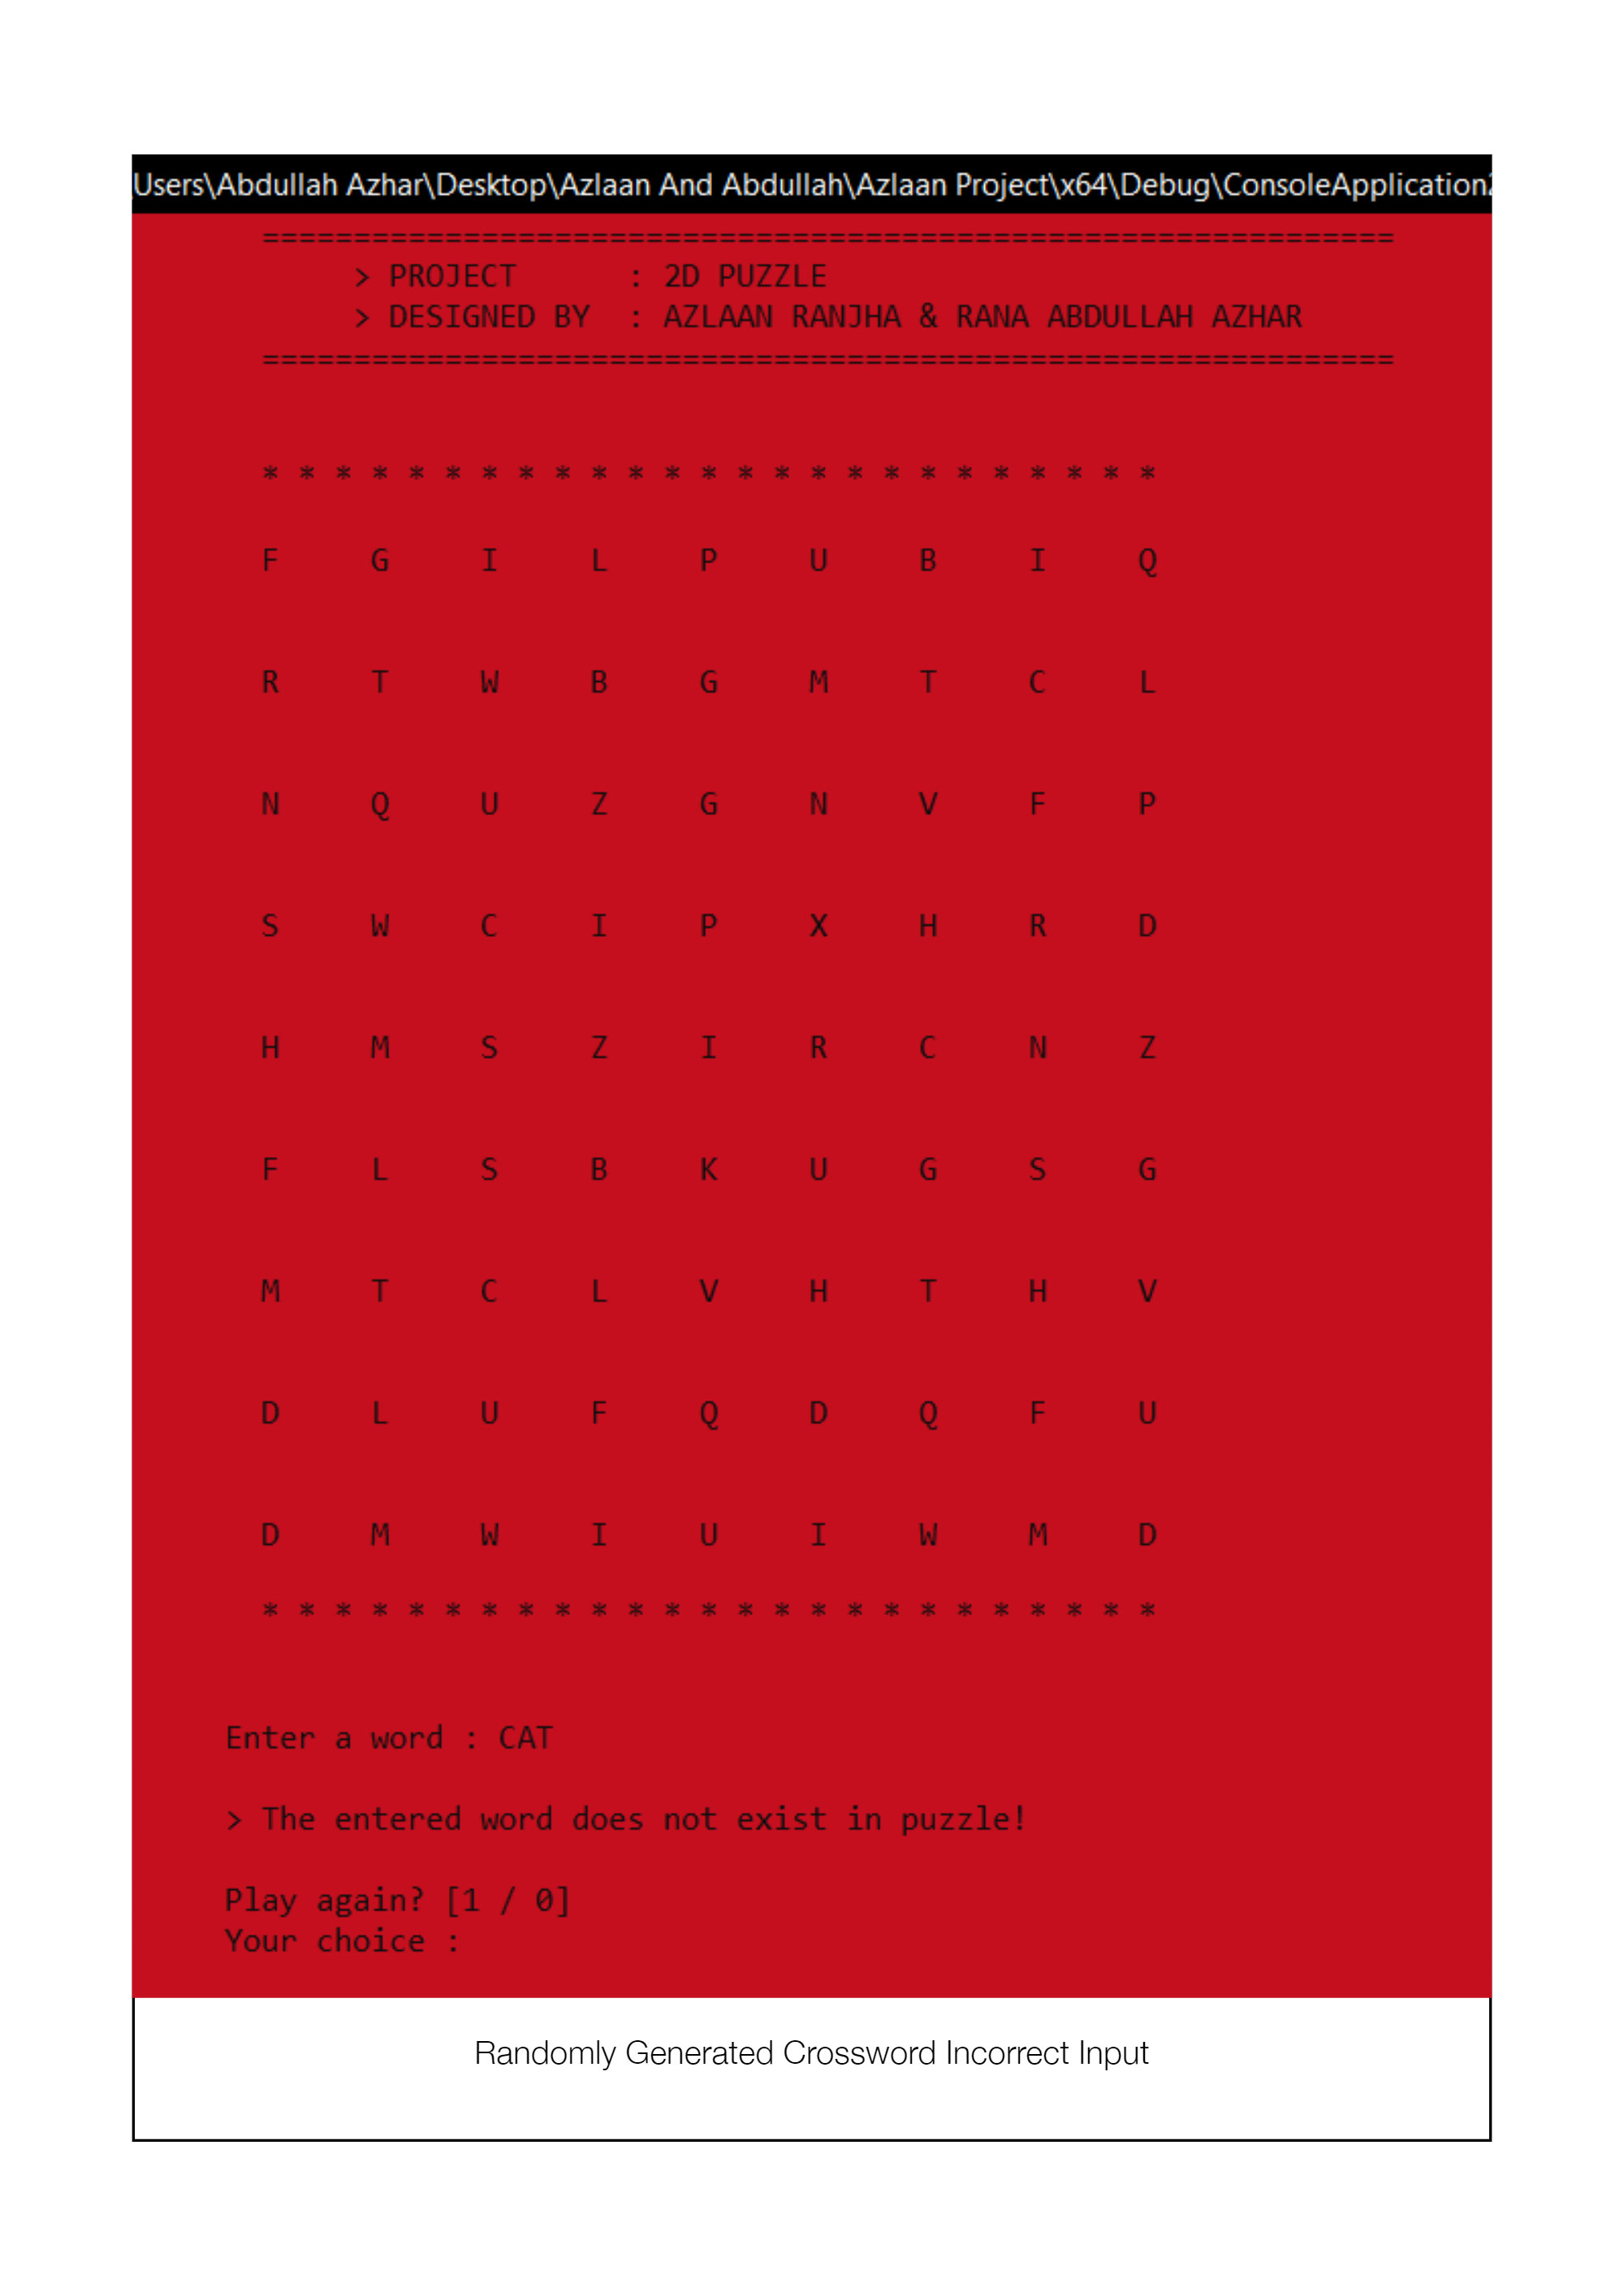 Users\Abdullah Azhar\Desktop\Azlaan And Abdullah\Azlaan Project\x64\Debug\ConsoleApplication2
==============================================================
> PROJECT : 2D PUZZLE
> DESIGNED BY : AZLAAN RANJHA & RANA ABDULLAH AZHAR
==============================================================
* * * * * * * * * * * * * * * * * * * * * * * * *
F G I L P U B I Q
R T W B G M T C L
N Q U Z G N V F P
S W C I P X H R D
H M S Z I R C N Z
F L S B K U G S G
M T C L V H T H V
D L U F Q D Q F U
D M W I U I W M D
* * * * * * * * * * * * * * * * * * * * * * * * *
Enter a word : CAT
> The entered word does not exist in puzzle!
Play again? [1 / 0]
Your choice :
Randomly Generated Crossword Incorrect Input